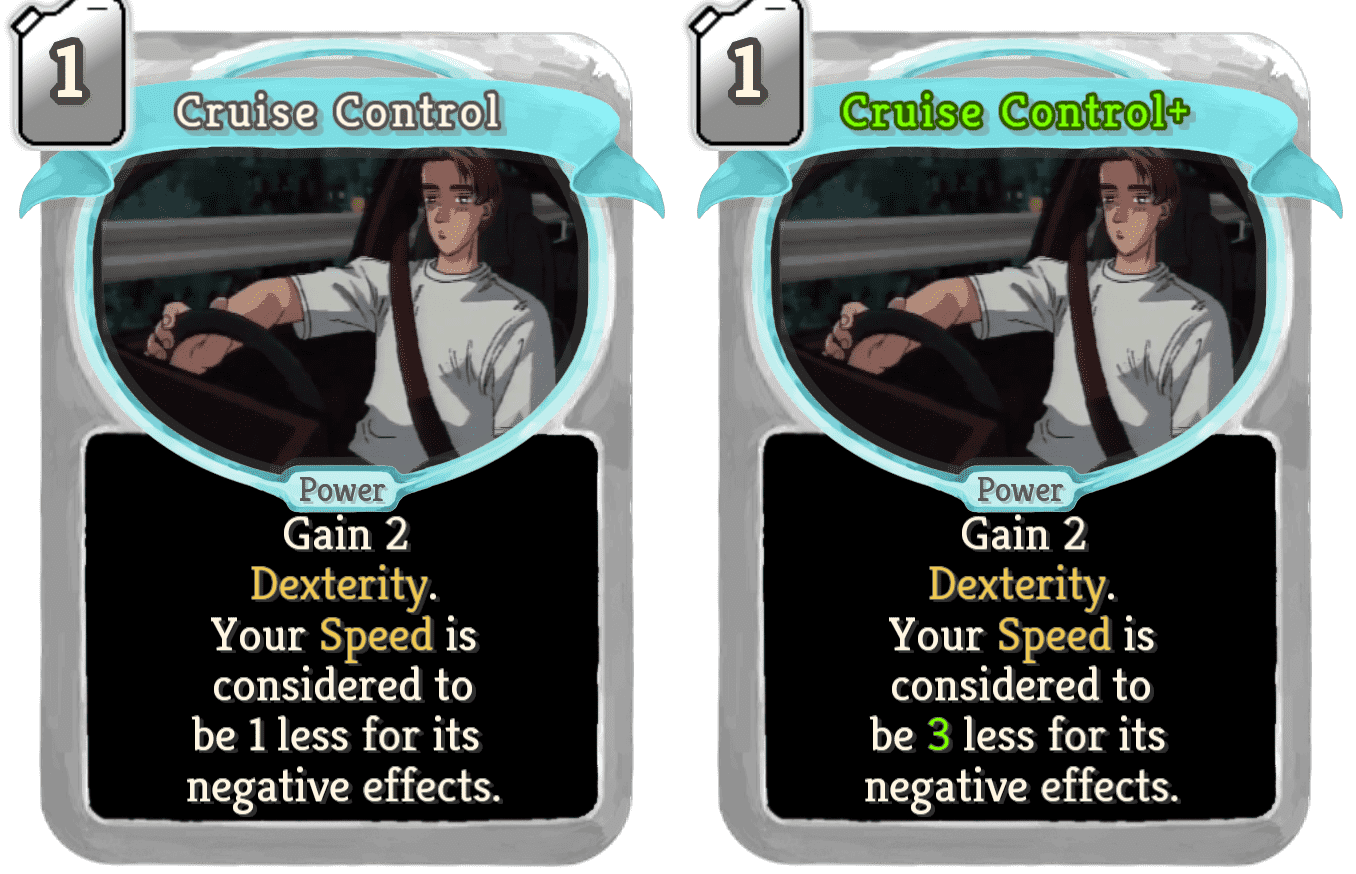 1
Cruise Control
Power
Gain 2
Dexterity.
Your Speed is
considered to
be 1 less for its
negative effects.
1
Cruise Control+
Power
Gain 2
Dexterity.
Your Speed is
considered to
be 3 less for its
negative effects.